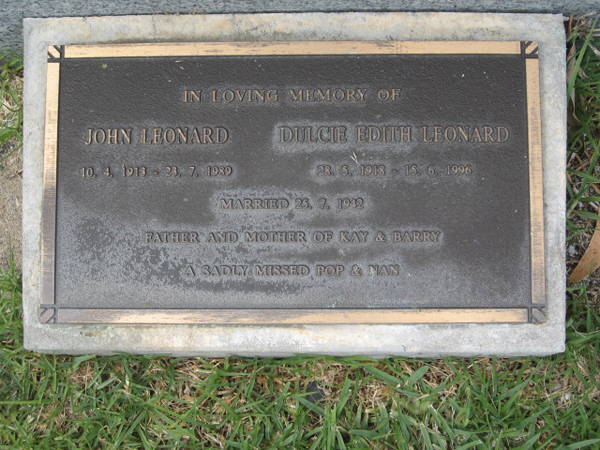 IN LOVING MEMORY OF
JOHN LEONARD DULCIE EDITH LEONARD
10. 4. 1913 - 23. 7. 1989 28. 5. 1918 - 15. 6. 1996
MARRIED 25. 7. 1942
FATHER AND MOTHER OF KAY & BARRY
A SADLY MISSED POP & NAN